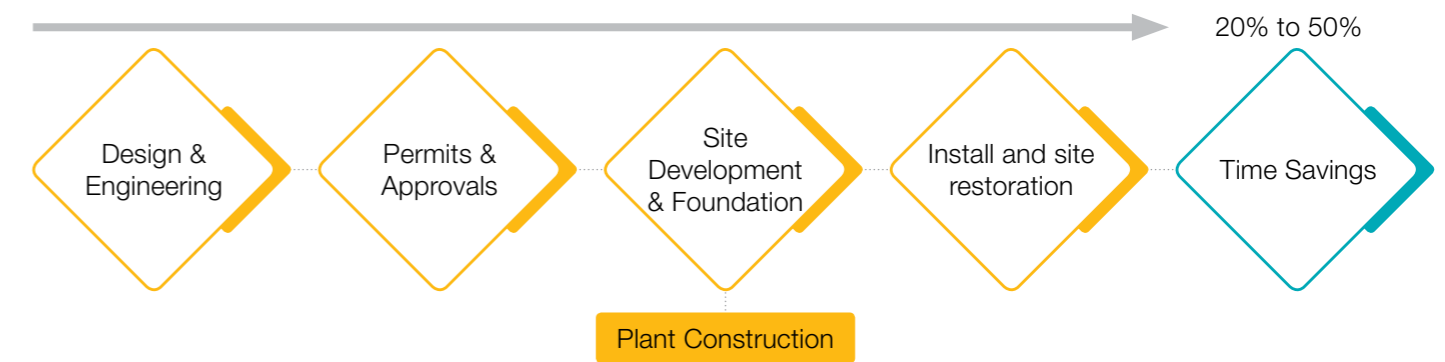 20% to 50%
Design &
Engineering
Permits &
Approvals
Site
Development
& Foundation
Install and site
restoration
Time Savings
Plant Construction